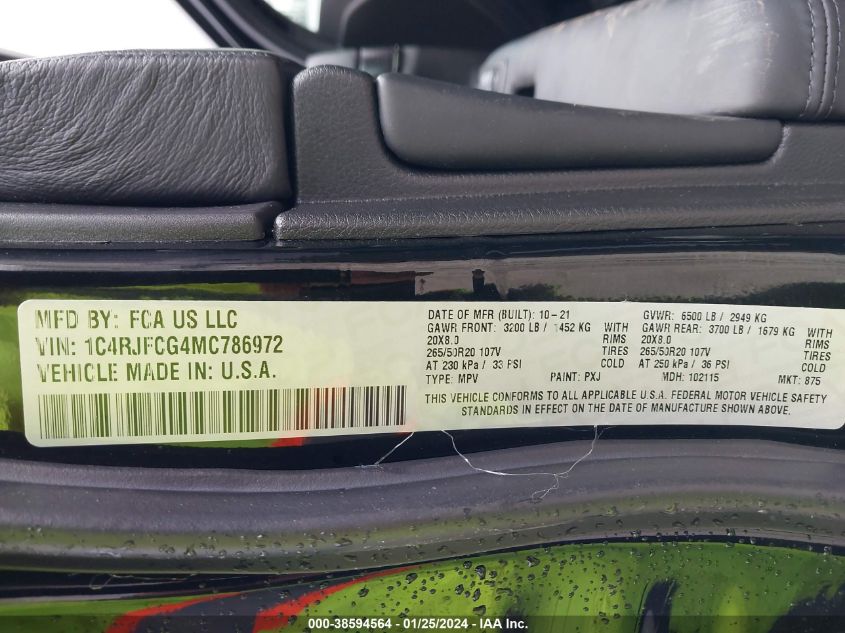 MFD BY: FCA US LLC
VIN: 1C4RJFCG4MC786972
VEHICLE MADE IN: U.S.A.
DATE OF MFR (BUILT): 10-21 GVWR: 6500 LB / 2949 KG
GAWR FRONT: 3200 LB / 1452 KG WITH GAWR REAR: 3700 LB / 1679 KG WITH
20X8.0 RIMS 20X8.0 RIMS
265/50R20 107V 265/50R20 107V
AT 230 kPa / 33 PSI COLD AT 250 kPa / 36 PSI COLD
TYPE: MPV PAINT: PXJ MDH: 102115 MKT: 875
THIS VEHICLE CONFORMS TO ALL APPLICABLE U.S.A. FEDERAL MOTOR VEHICLE SAFETY
STANDARDS IN EFFECT ON THE DATE OF MANUFACTURE SHOWN ABOVE.
000-38594564 - 01/25/2024 - IAA Inc.